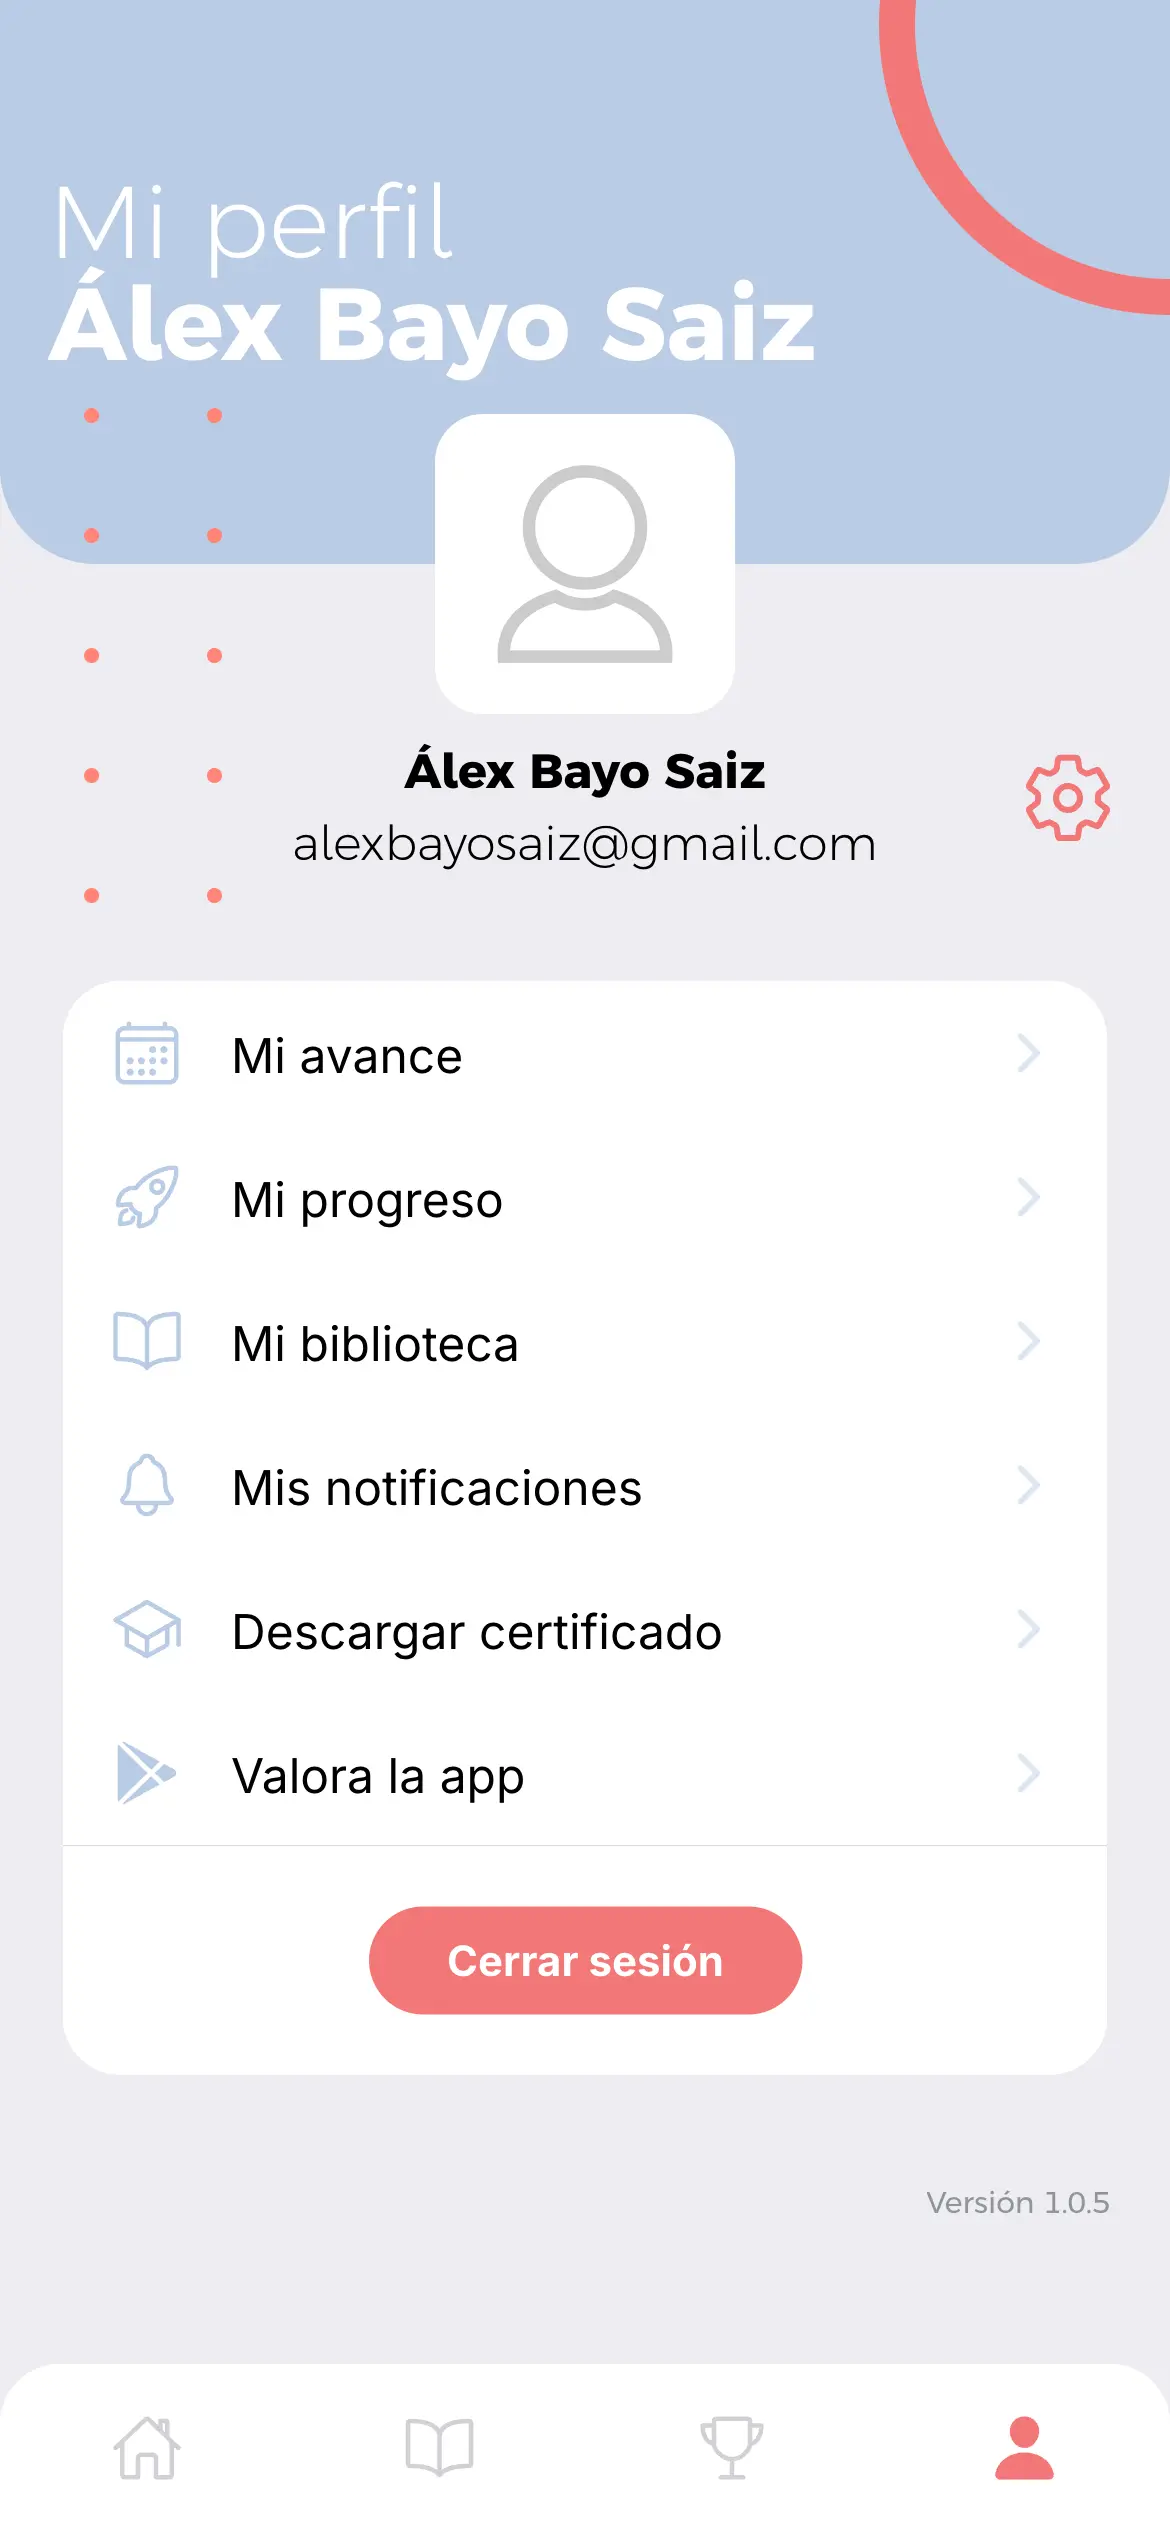 Mi perfil
Álex Bayo Saiz
Álex Bayo Saiz
alexbayosaiz@gmail.com
Mi avance
Mi progreso
Mi biblioteca
Mis notificaciones
Descargar certificado
Valora la app
Cerrar sesión
Versión 1.0.5